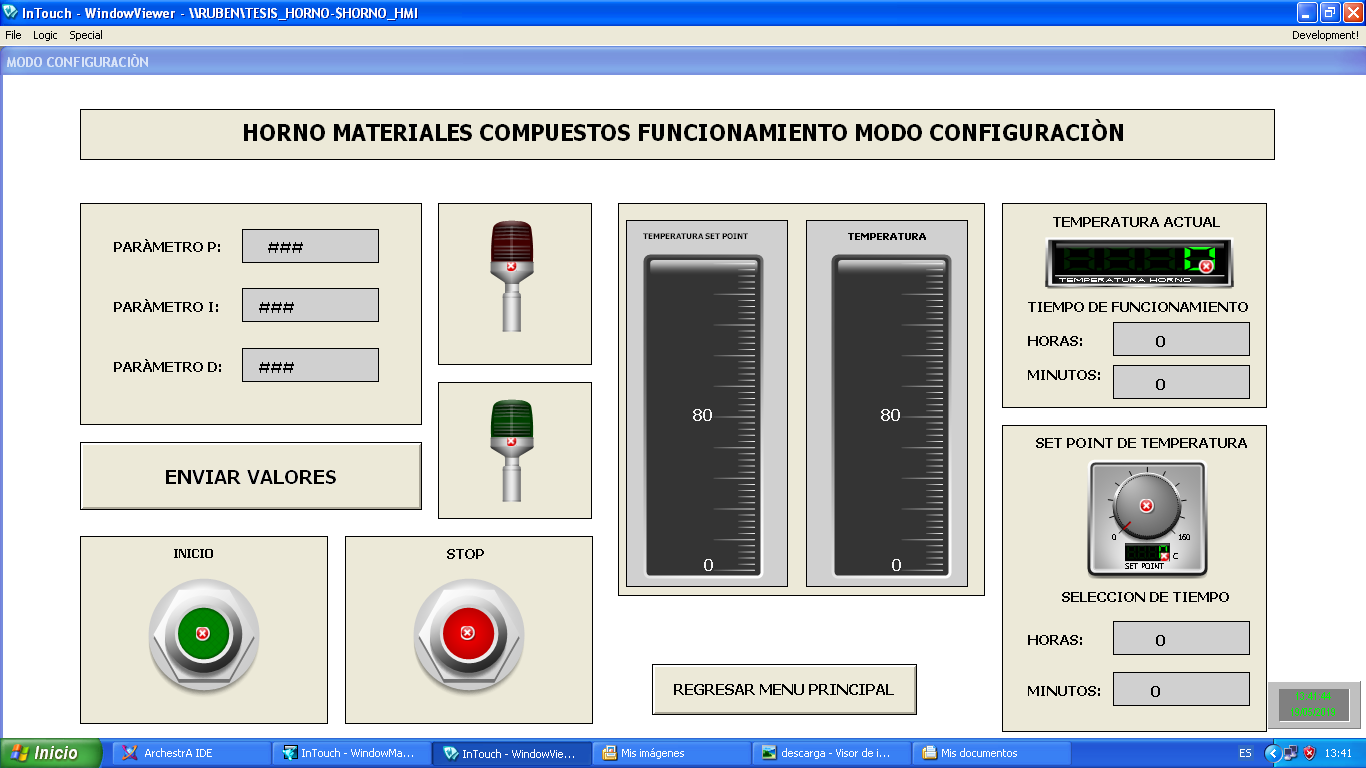 InTouch - WindowViewer - \\RUBEN\TESIS_HORNO-$HORNO_HMI
File Logic Special Development!
MODO CONFIGURACIÒN
HORNO MATERIALES COMPUESTOS FUNCIONAMIENTO MODO CONFIGURACIÒN
PARÀMETRO P: ###
PARÀMETRO I: ###
PARÀMETRO D: ###
ENVIAR VALORES
INICIO
STOP
TEMPERATURA SET POINT
80
0
TEMPERATURA
80
0
REGRESAR MENU PRINCIPAL
TEMPERATURA ACTUAL
0
TEMPERATURA HORNO
TIEMPO DE FUNCIONAMIENTO
HORAS: 0
MINUTOS: 0
SET POINT DE TEMPERATURA
0 160
C
SET POINT
SELECCION DE TIEMPO
HORAS: 0
MINUTOS: 0
Inicio
ArchestrA IDE
InTouch - WindowMa...
InTouch - WindowVie...
Mis imágenes
descarga - Visor de i...
Mis documentos
ES
13:41